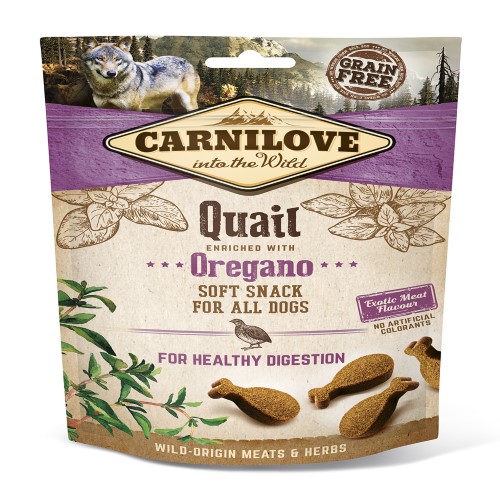 GRAIN
FREE
CARNILOVE
into the Wild
Quail
ENRICHED WITH
Oregano
SOFT SNACK
FOR ALL DOGS
Exotic Meat
Flavour
NO ARTIFICIAL
COLORANTS
FOR HEALTHY DIGESTION
WILD-ORIGIN MEATS & HERBS